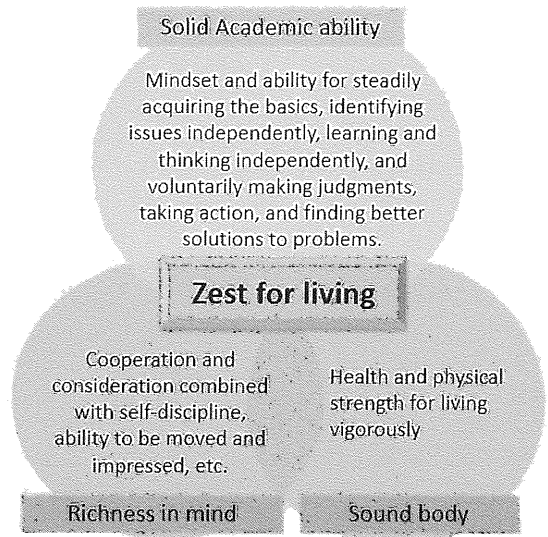 Solid Academic ability
Mindset and ability for steadily
acquiring the basics, identifying
issues independently, learning and
thinking independently, and
voluntarily making judgments,
taking action, and finding better
solutions to problems.
Zest for living
Cooperation and
consideration combined
with self-discipline,
ability to be moved and
impressed, etc.
Health and physical
strength for living
vigorously
Richness in mind
Sound body